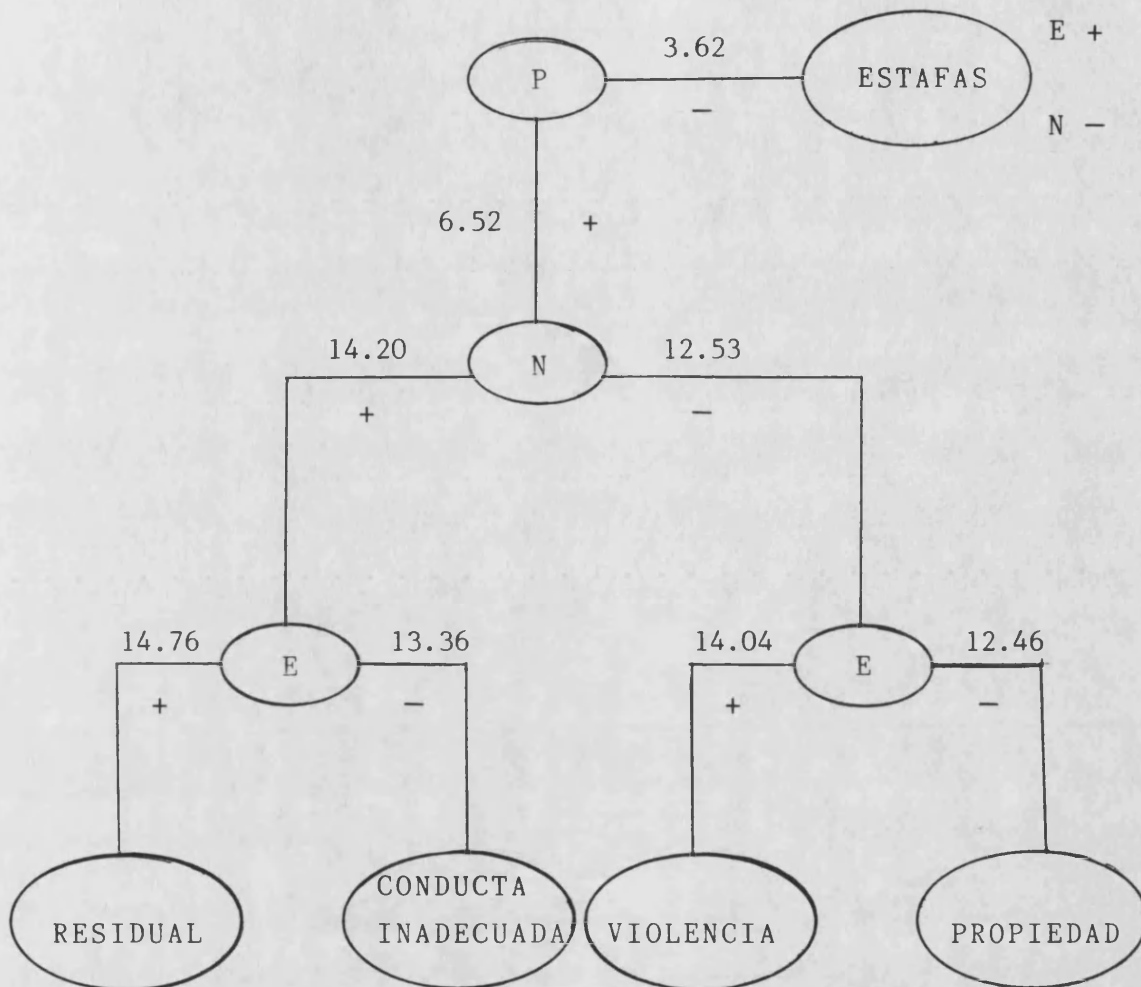 3.62
E +
P
ESTAFAS
−
N −
6.52
+
14.20
N
12.53
+
−
14.76
E
13.36
14.04
E
12.46
+
−
+
−
RESIDUAL
CONDUCTA
INADECUADA
VIOLENCIA
PROPIEDAD